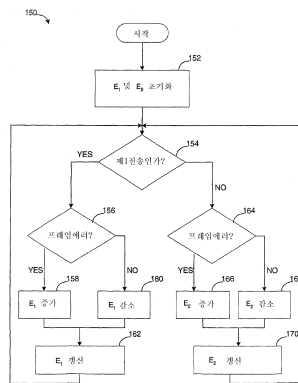 150
시작
152
E₁ 및 E₂ 초기화
154
제1전송인가?
YES
NO
156
프레임에러?
164
프레임에러?
YES
NO
YES
NO
158
E₁ 증가
160
E₁ 감소
166
E₂ 증가
E₂ 감소
162
E₁ 갱신
170
E₂ 갱신